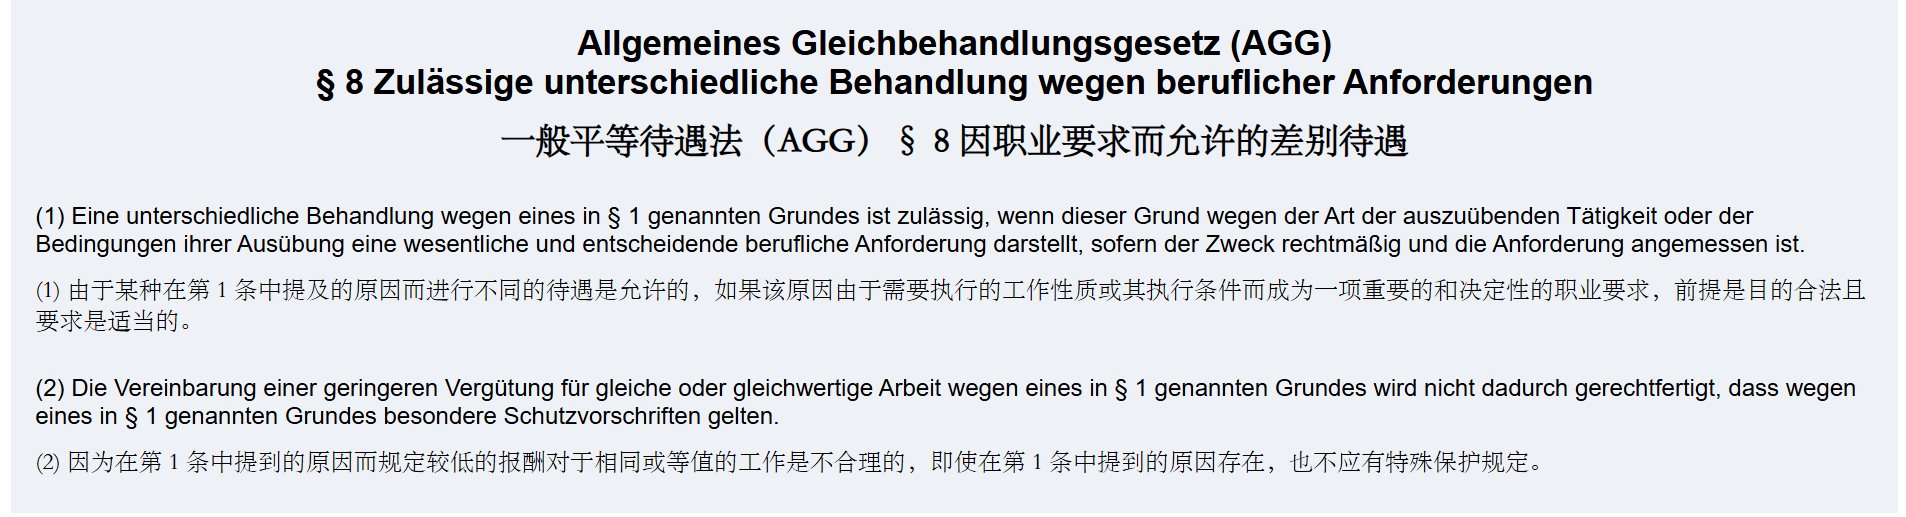 Allgemeines Gleichbehandlungsgesetz (AGG)
§ 8 Zulässige unterschiedliche Behandlung wegen beruflicher Anforderungen
一般平等待遇法（AGG） § 8 因职业要求而允许的差别待遇
(1) Eine unterschiedliche Behandlung wegen eines in § 1 genannten Grundes ist zulässig, wenn dieser Grund wegen der Art der auszuübenden Tätigkeit oder der
Bedingungen ihrer Ausübung eine wesentliche und entscheidende berufliche Anforderung darstellt, sofern der Zweck rechtmäßig und die Anforderung angemessen ist.
(1) 由于某种在第 1 条中提及的原因而进行不同的待遇是允许的，如果该原因由于需要执行的工作性质或其执行条件而成为一项重要的和决定性的职业要求，前提是目的合法且
要求是适当的。
(2) Die Vereinbarung einer geringeren Vergütung für gleiche oder gleichwertige Arbeit wegen eines in § 1 genannten Grundes wird nicht dadurch gerechtfertigt, dass wegen
eines in § 1 genannten Grundes besondere Schutzvorschriften gelten.
(2) 因为在第 1 条中提到的原因而规定较低的报酬对于相同或等值的工作是不合理的，即使在第 1 条中提到的原因存在，也不应有特殊保护规定。